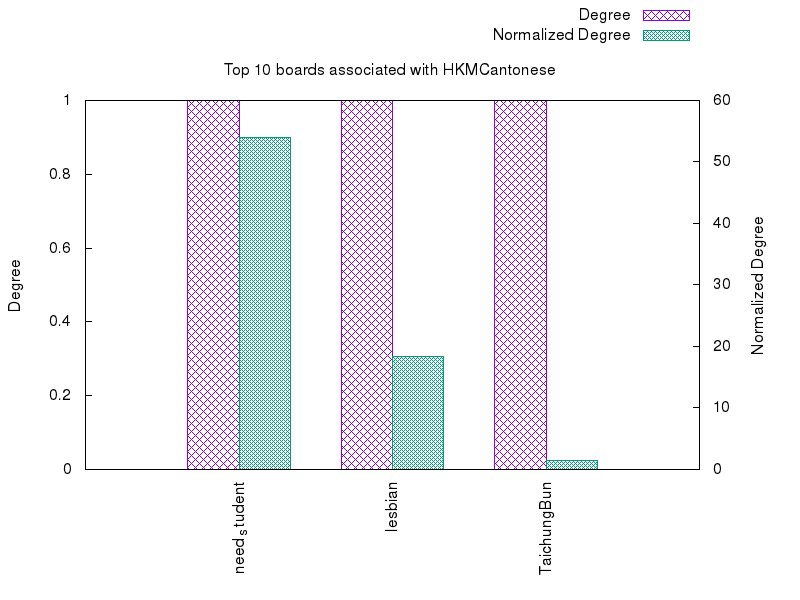 Degree
Normalized Degree
Top 10 boards associated with HKMCantonese
1
0.8
0.6
0.4
0.2
0
60
50
40
30
20
10
0
Degree
Normalized Degree
needstudent
lesbian
TaichungBun